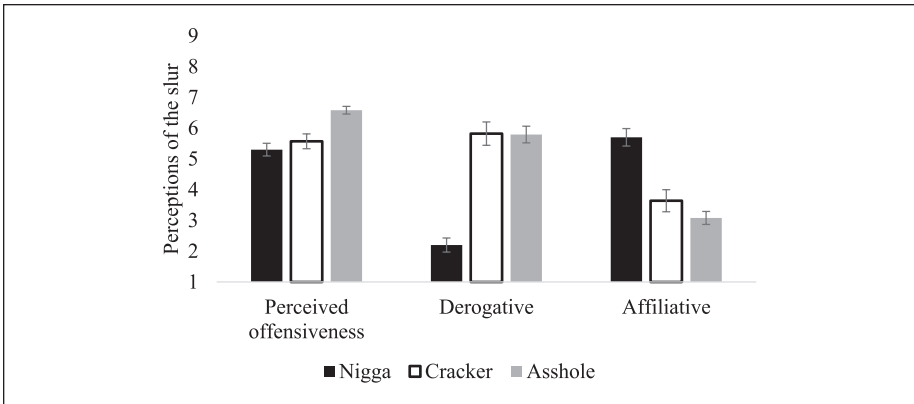 Perceptions of the slur
9
8
7
6
5
4
3
2
1
Perceived
offensiveness
Derogative
Affiliative
Nigga Cracker Asshole